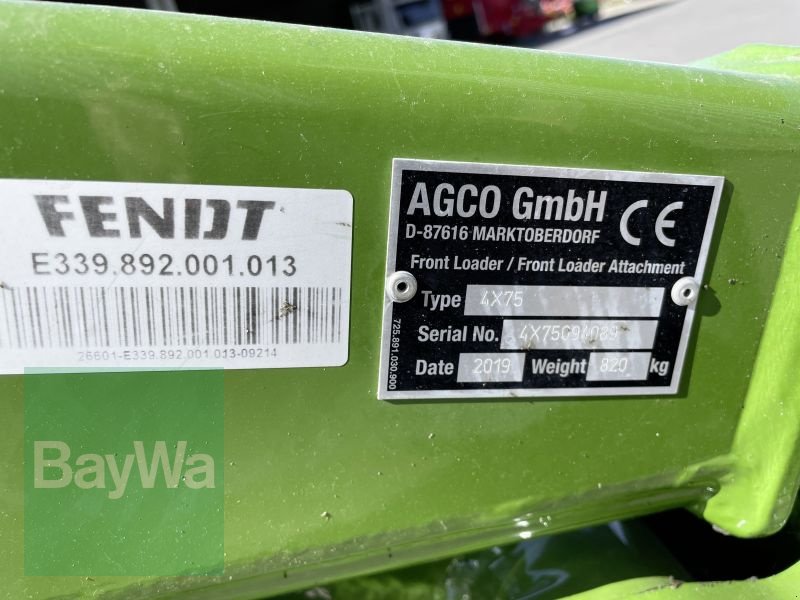 FENDT
E339.892.001.013
26601-E339.892.001.013-09214
AGCO GmbH CE
D-87616 MARKTOBERDORF
Front Loader / Front Loader Attachment
Type 4X75
Serial No. 4X75094089
Date 2019 Weight 820 kg
725.891.030.900
BayWa